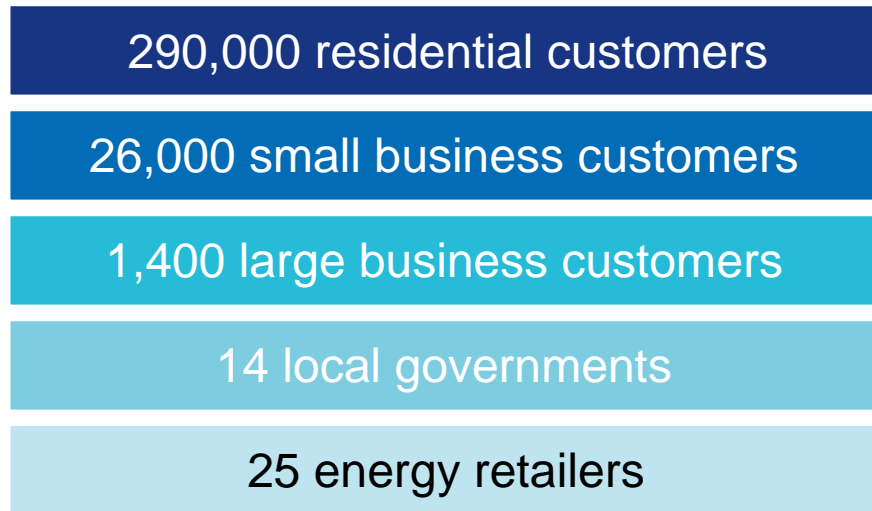 290,000 residential customers
26,000 small business customers
1,400 large business customers
14 local governments
25 energy retailers